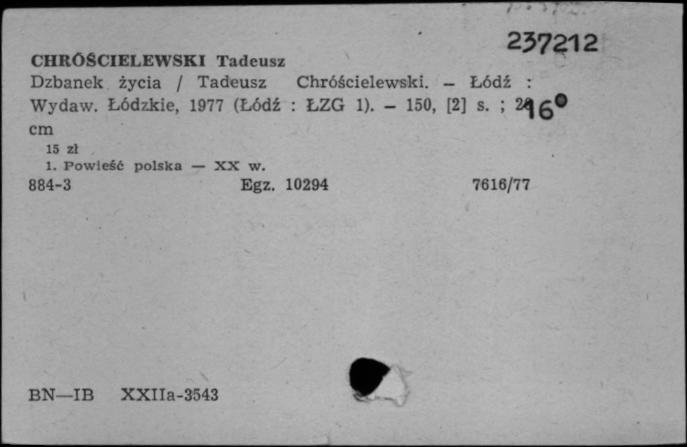 237212
CHRÓŚCIELEWSKI Tadeusz
Dzbanek życia / Tadeusz Chróścielewski. — Łódź :
Wydaw. Łódzkie, 1977 (Łódź : ŁZG 1). — 150, [2] s. ; 16°
cm
15 zł
1. Powieść polska — XX w.
884-3 Egz. 10294 7616/77
BN—IB XXIIa-3543